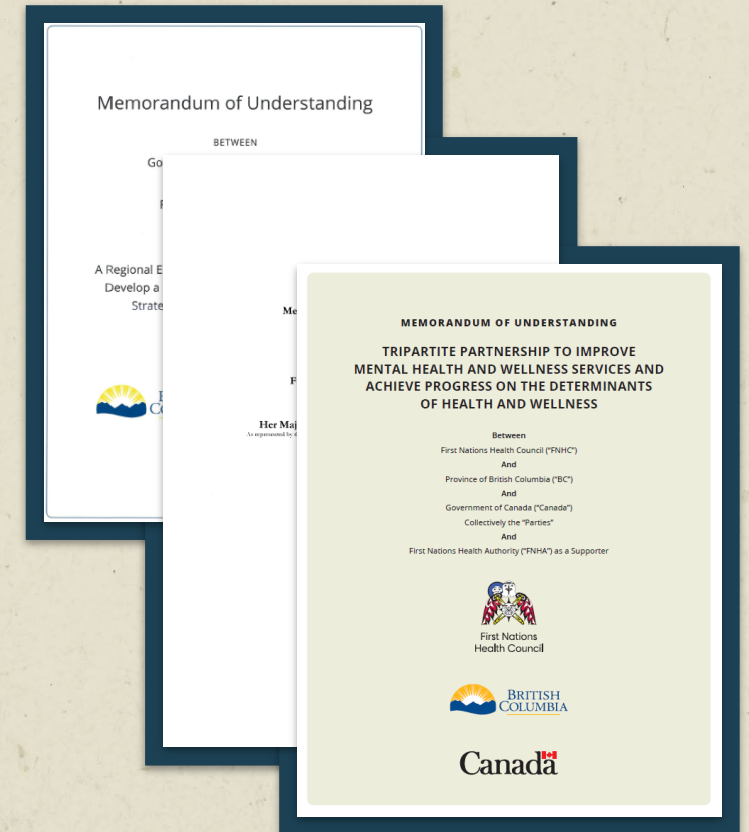 Memorandum of Understanding
BETWEEN
Go
A Regional E
Develop a
Strate
Me
F
Her Maj
As represented by
MEMORANDUM OF UNDERSTANDING
TRIPARTITE PARTNERSHIP TO IMPROVE
MENTAL HEALTH AND WELLNESS SERVICES AND
ACHIEVE PROGRESS ON THE DETERMINANTS
OF HEALTH AND WELLNESS
Between
First Nations Health Council ("FNHC")
And
Province of British Columbia ("BC")
And
Government of Canada ("Canada")
Collectively the "Parties"
And
First Nations Health Authority ("FNHA") as a Supporter
First Nations
Health Council
BRITISH
COLUMBIA
Canada